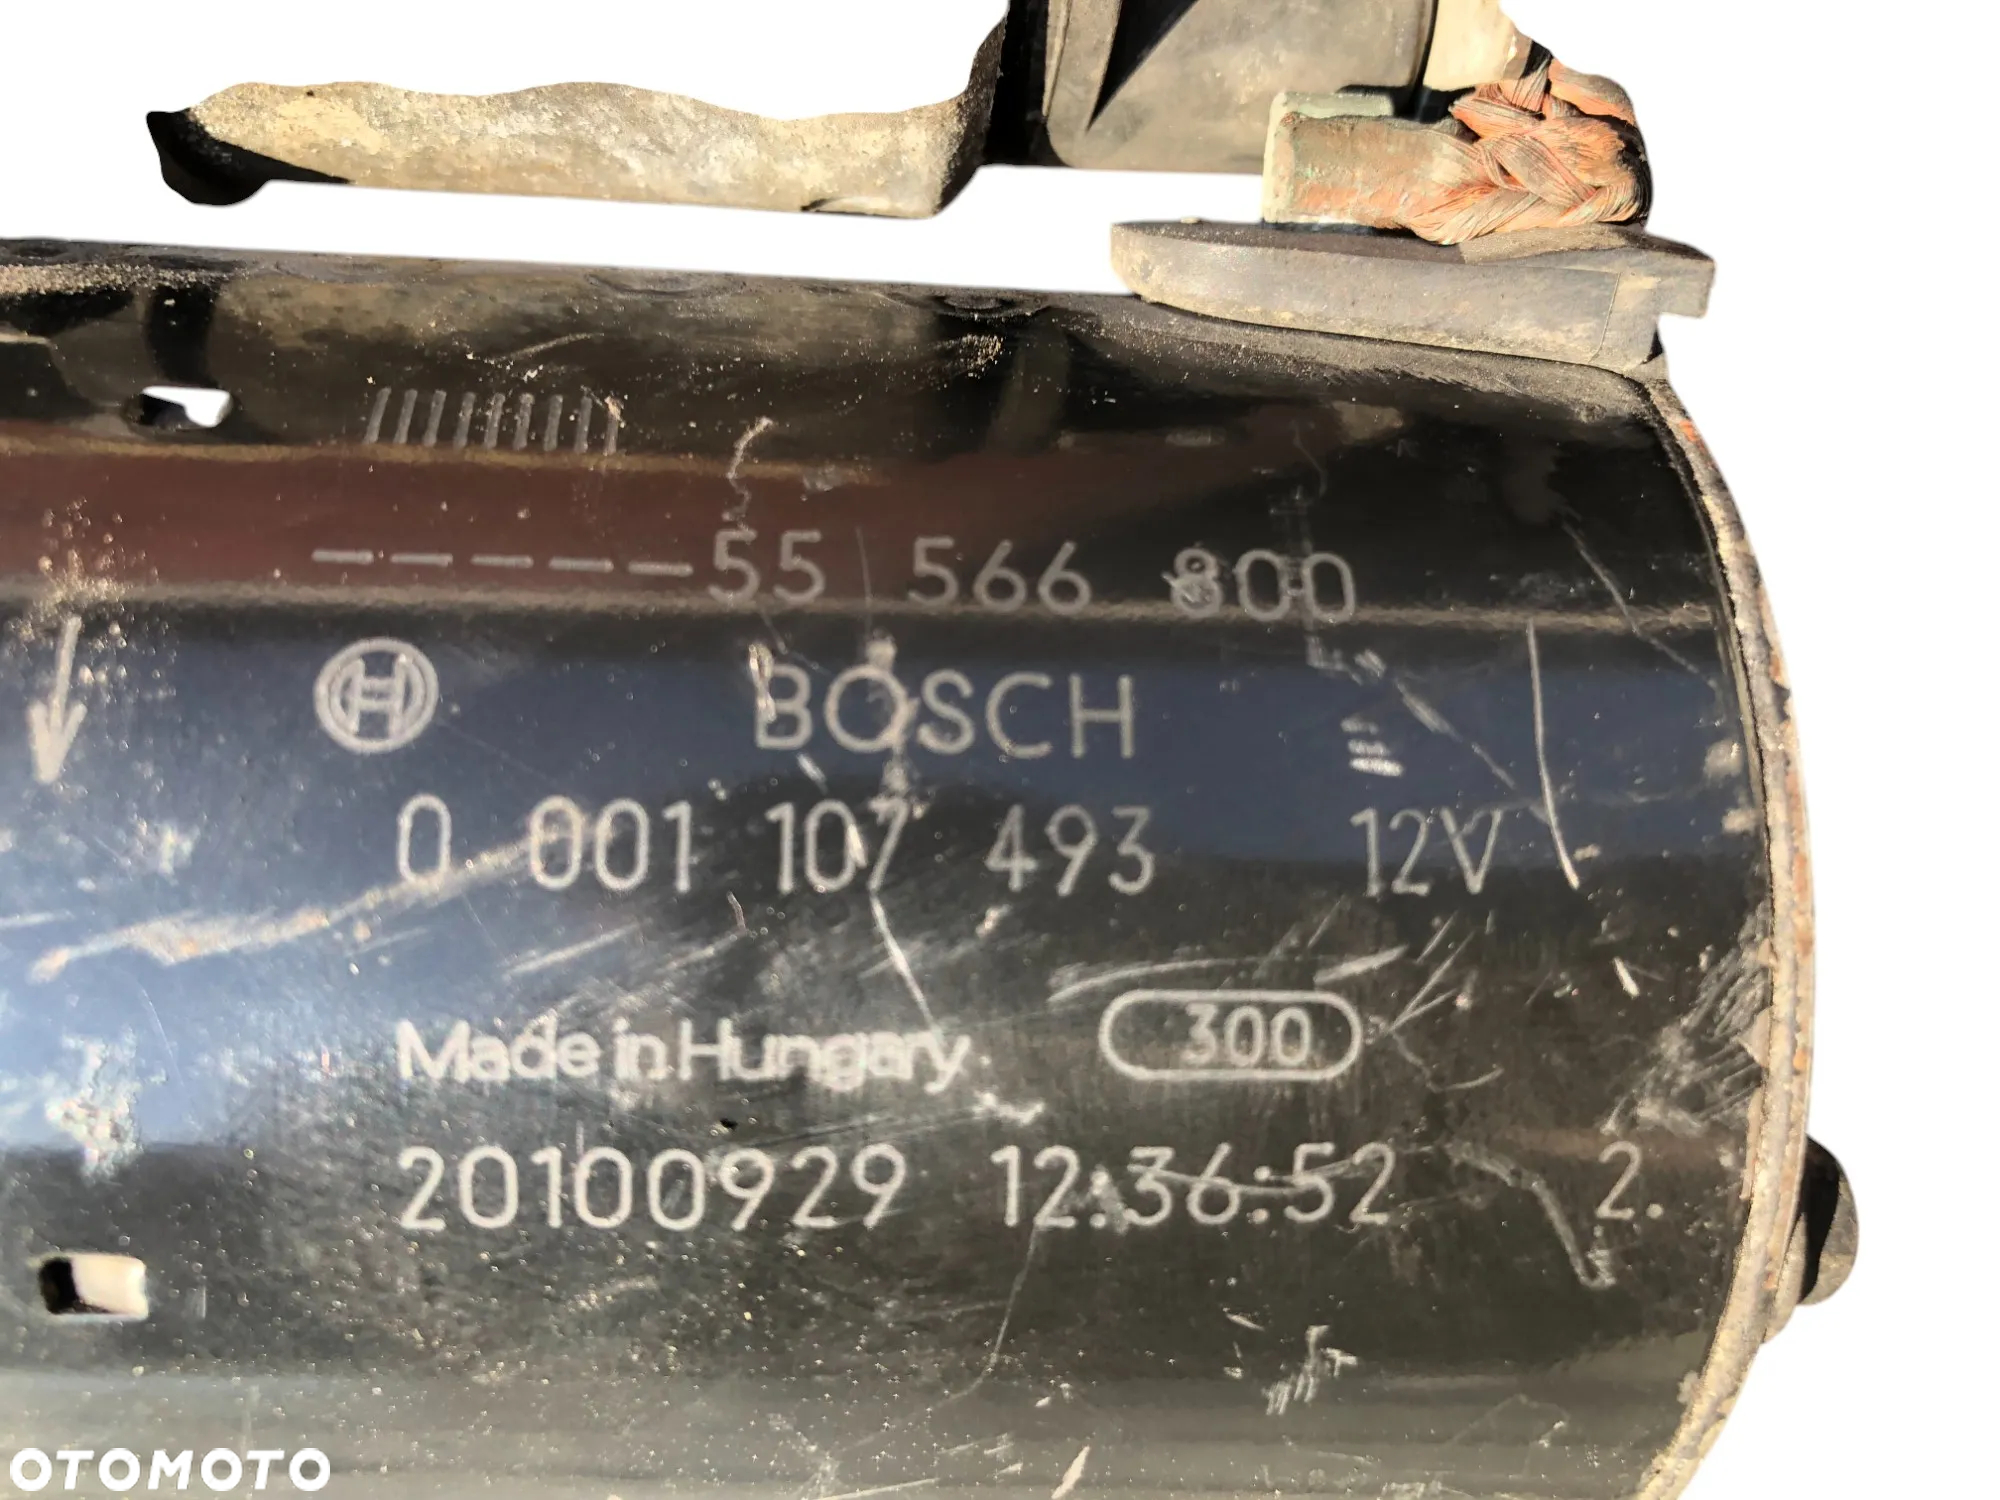 -----55 566 800
BOSCH
0 001 107 493 12V
Made in Hungary 300
20100929 12:36:52 2.
OTOMOTO